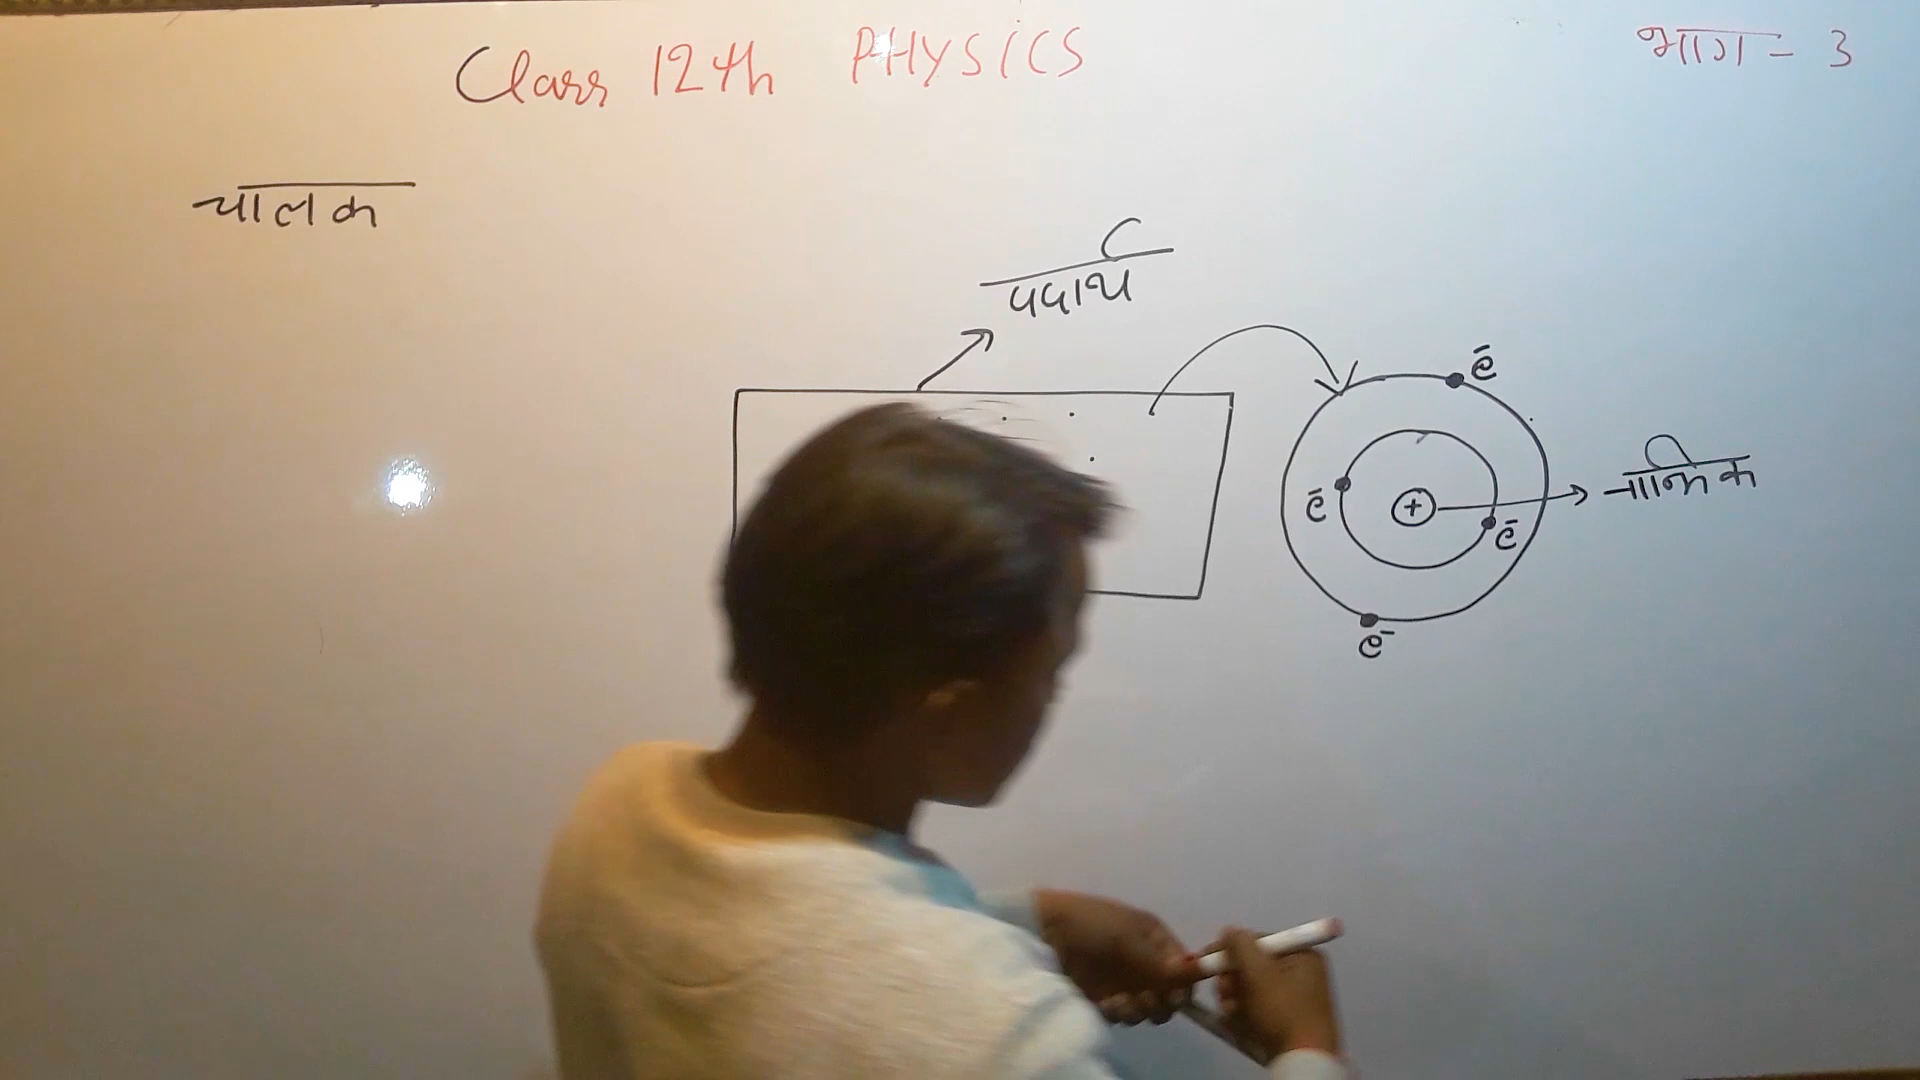 Class 12th PHYSICS
भाग - 3
चालक
पदार्थ
ē
ē
+
ē
नाभिक
e⁻